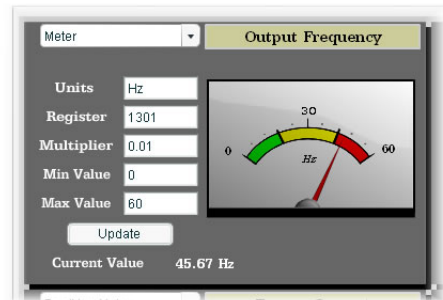 Meter Output Frequency
Units Hz
Register 1301
Multiplier 0.01
Min Value 0
Max Value 60
Update
Current Value 45.67 Hz
0 30 60
Hz